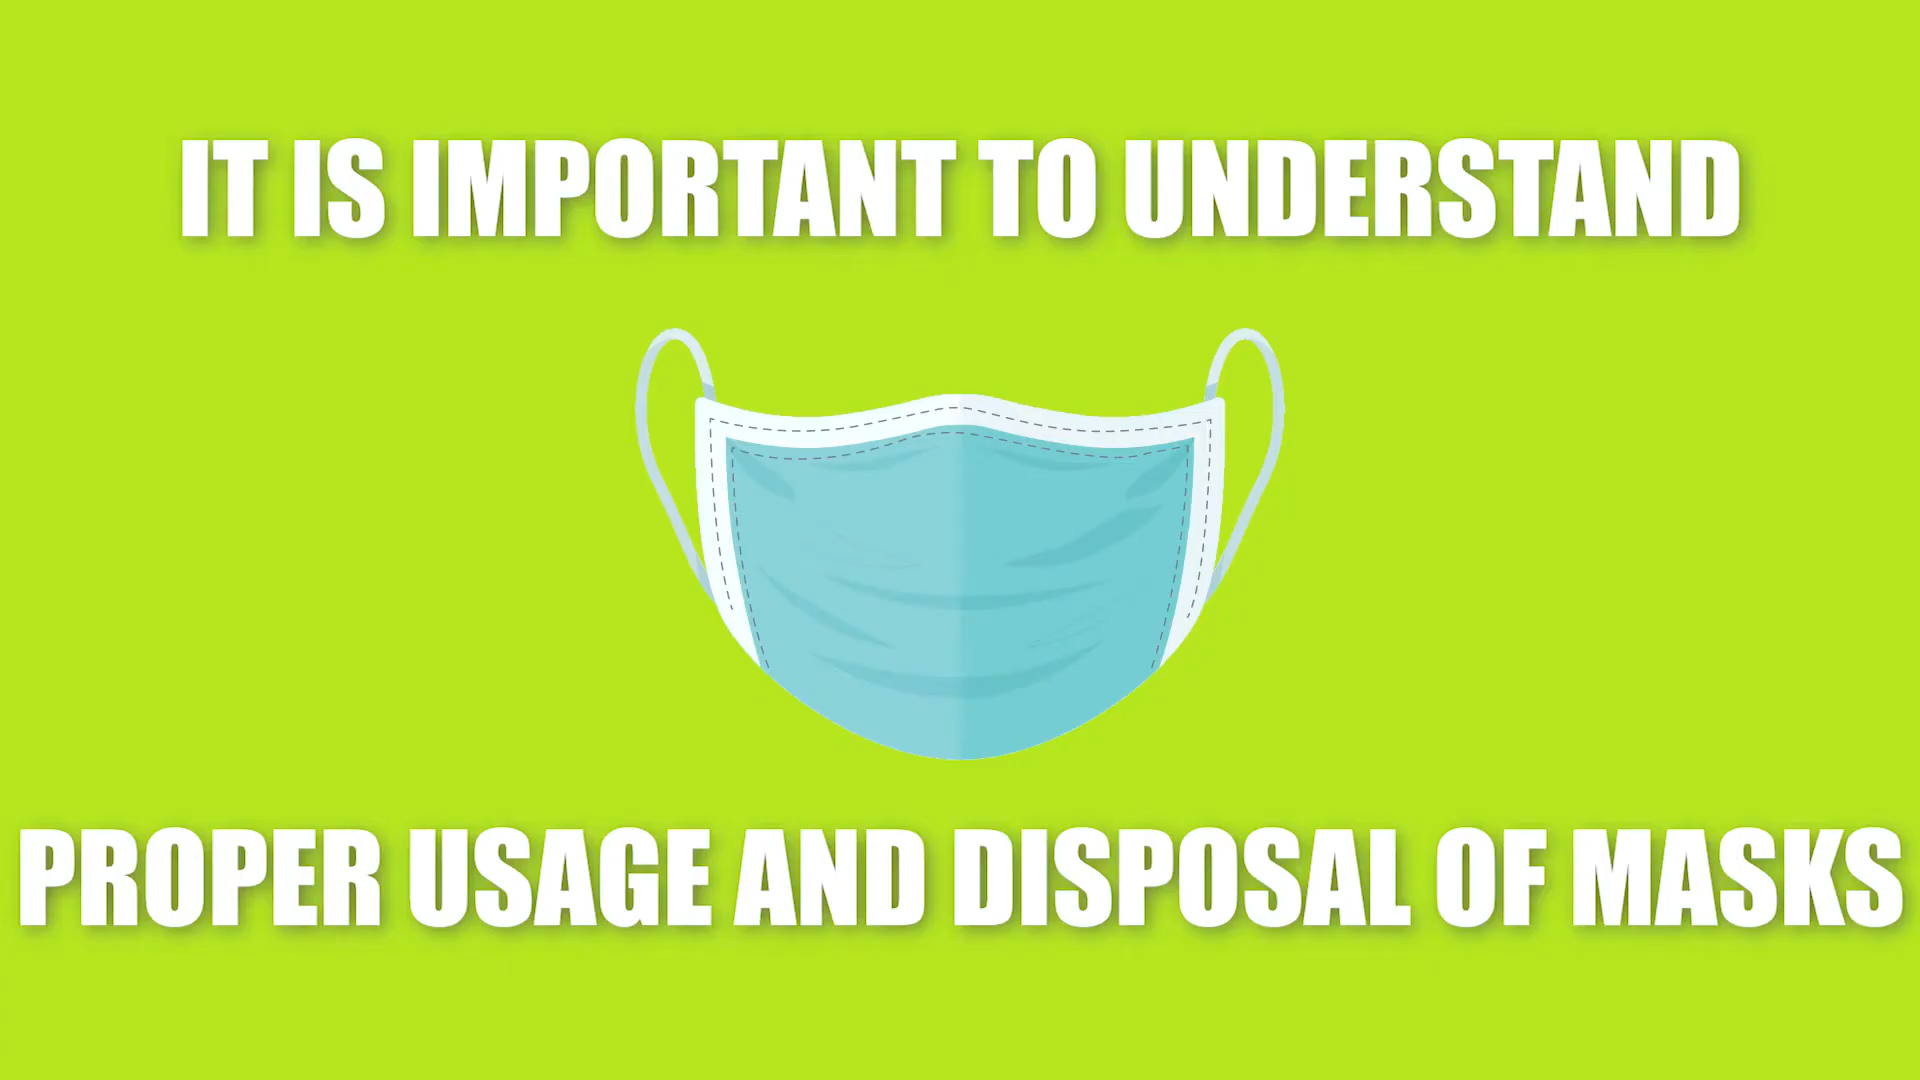 IT IS IMPORTANT TO UNDERSTAND
PROPER USAGE AND DISPOSAL OF MASKS